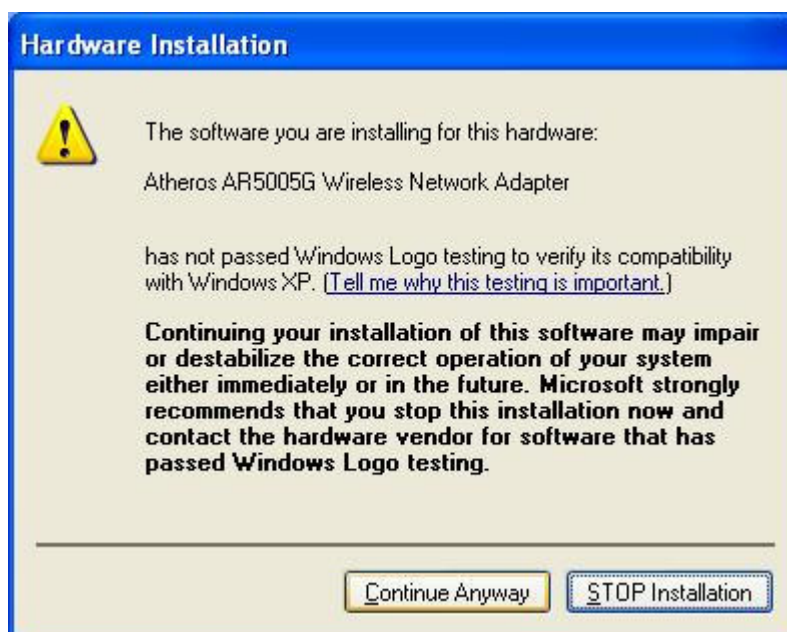 Hardware Installation
The software you are installing for this hardware:
Atheros AR5005G Wireless Network Adapter
has not passed Windows Logo testing to verify its compatibility
with Windows XP. (Tell me why this testing is important.)
Continuing your installation of this software may impair
or destabilize the correct operation of your system
either immediately or in the future. Microsoft strongly
recommends that you stop this installation now and
contact the hardware vendor for software that has
passed Windows Logo testing.
Continue Anyway
STOP Installation